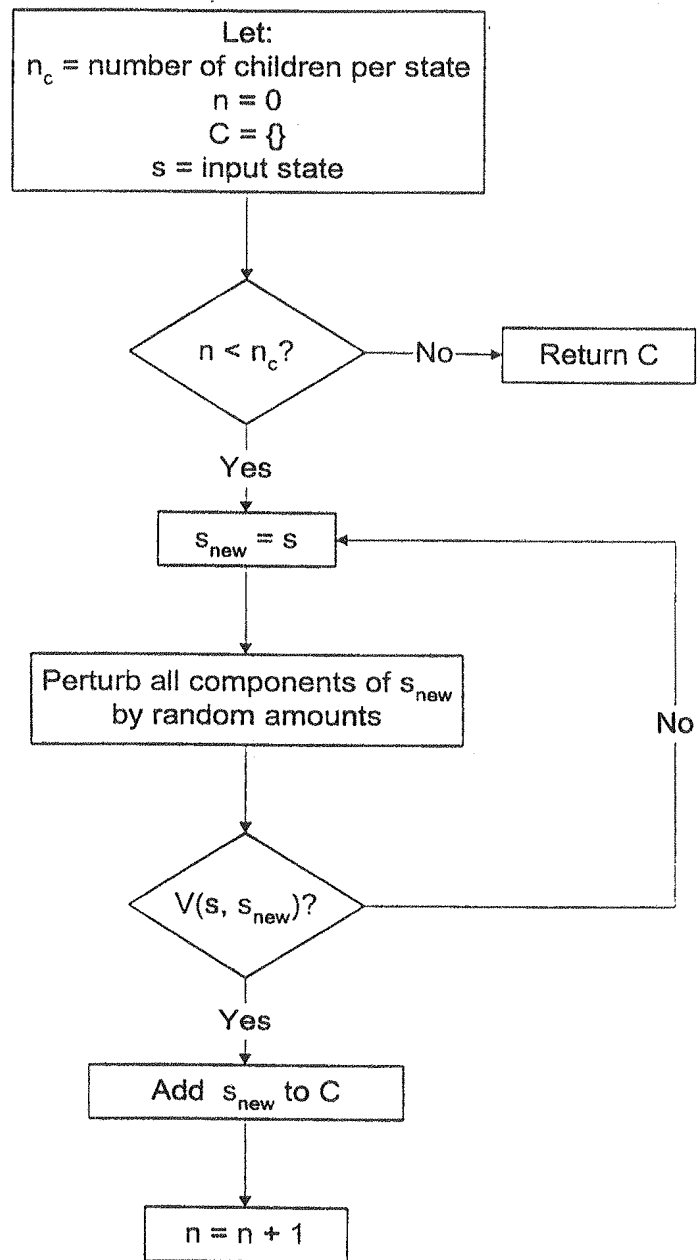 Let:
n_c = number of children per state
n = 0
C = {}
s = input state
n < n_c?
No
Return C
Yes
s_new = s
Perturb all components of s_new
by random amounts
No
V(s, s_new)?
Yes
Add s_new to C
n = n + 1